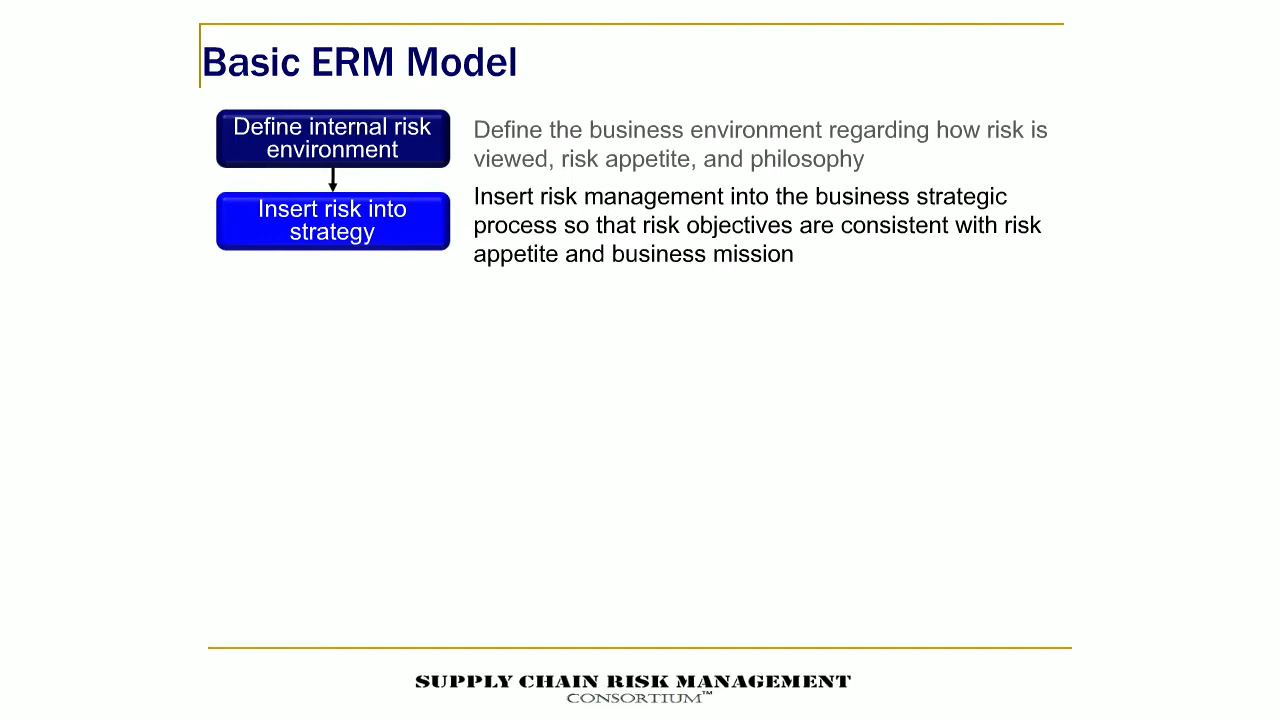 Basic ERM Model
Define internal risk
environment
Define the business environment regarding how risk is
viewed, risk appetite, and philosophy
Insert risk into
strategy
Insert risk management into the business strategic
process so that risk objectives are consistent with risk
appetite and business mission
SUPPLY CHAIN RISK MANAGEMENT
CONSORTIUM™